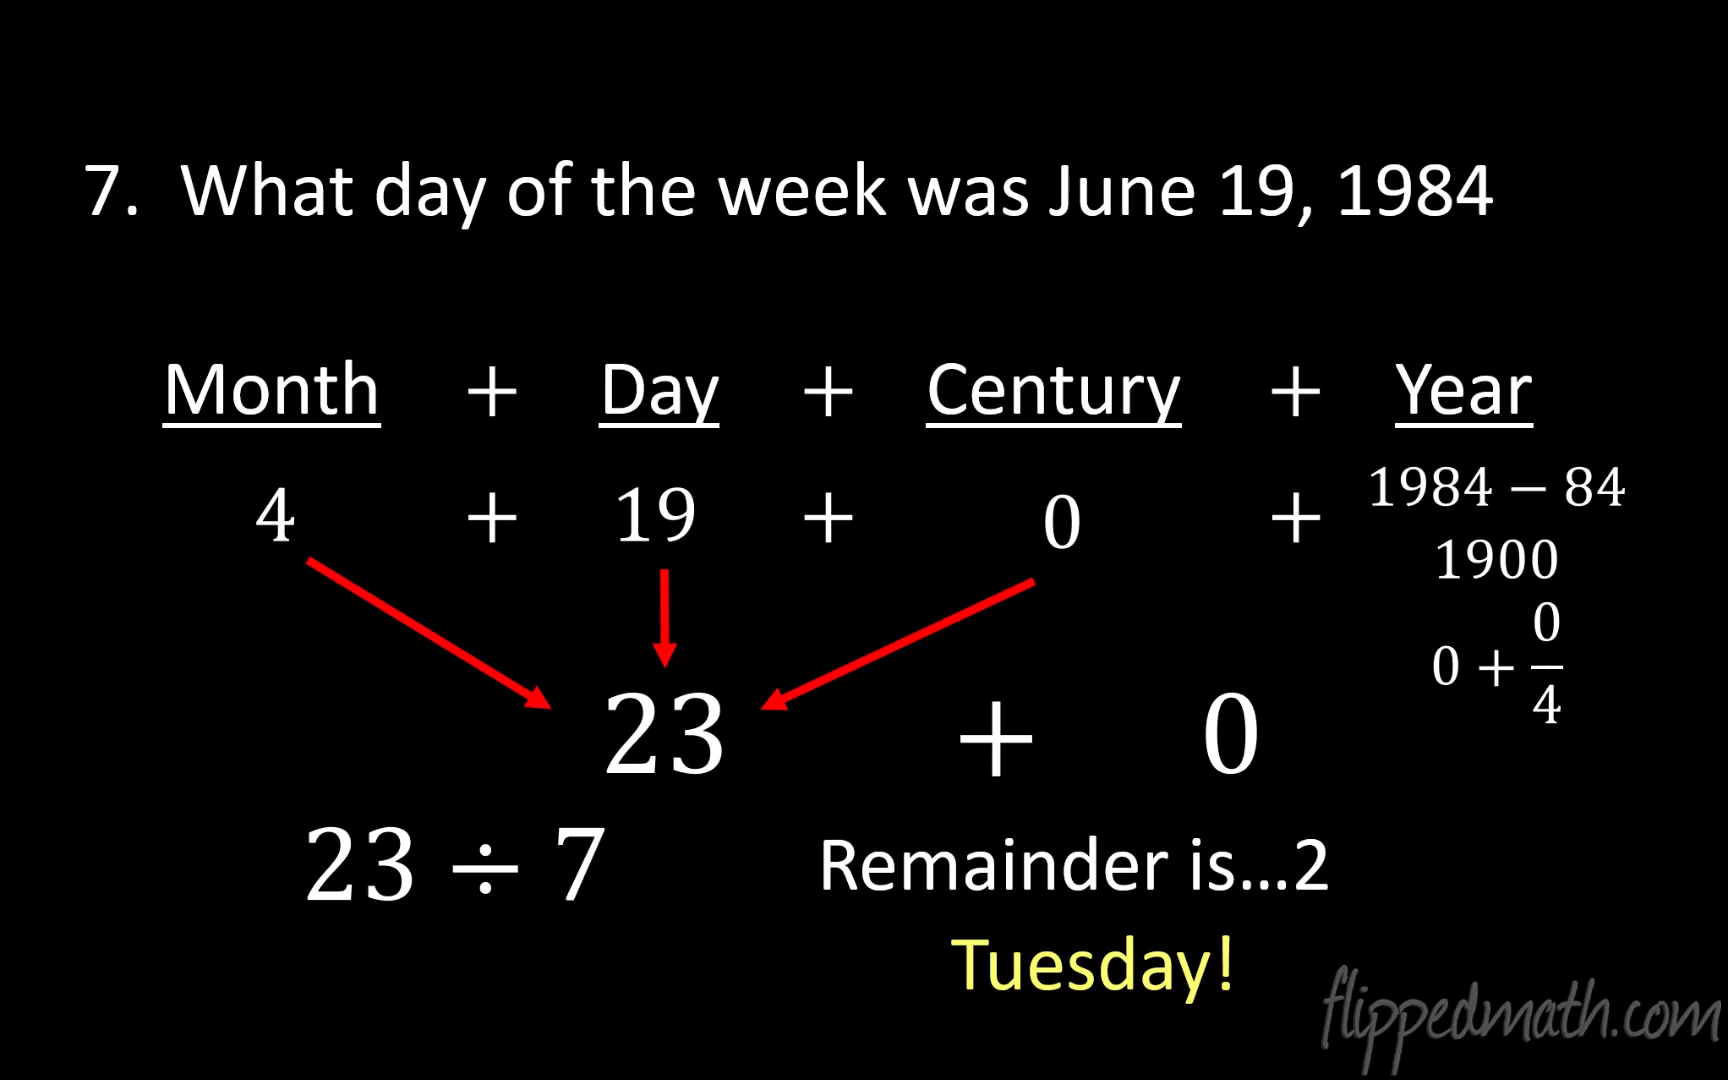 7. What day of the week was June 19, 1984
Month + Day + Century + Year
4 + 19 + 0 + 1984 − 84
1900
0 + 0/4
23 + 0
23 ÷ 7 Remainder is...2
Tuesday!
flippedmath.com